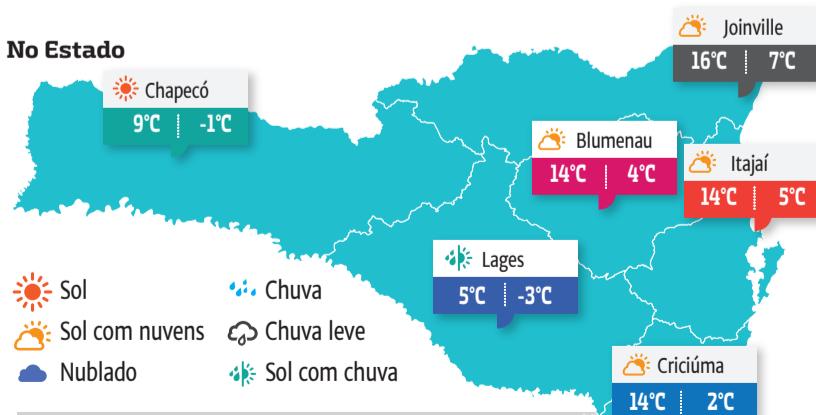 No Estado
Joinville
16°C 7°C
Chapecó
9°C -1°C
Blumenau
14°C 4°C
Itajaí
14°C 5°C
Lages
5°C -3°C
Criciúma
14°C 2°C
Sol
Chuva
Sol com nuvens
Chuva leve
Nublado
Sol com chuva